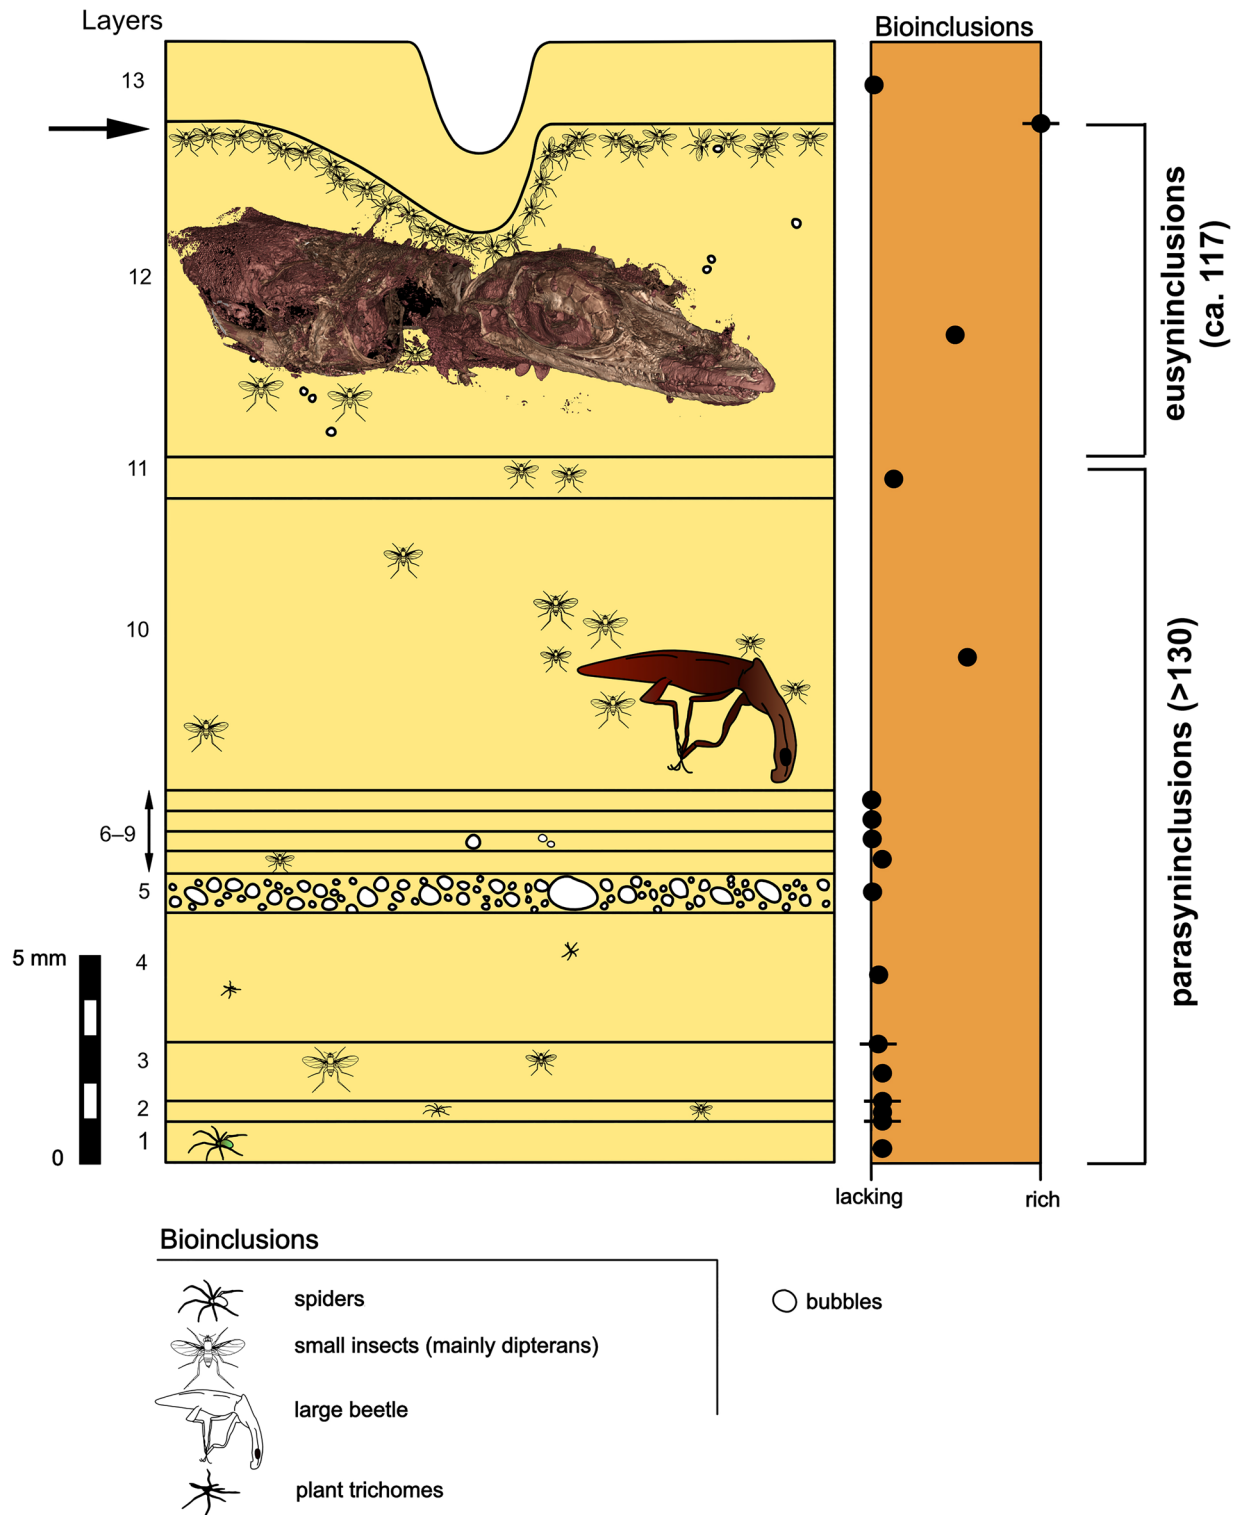 Layers
Bioinclusions
13
12
11
10
6–9
5
4
3
2
1
5 mm
0
eusyninclusions
(ca. 117)
parasyninclusions (>130)
lacking
rich
Bioinclusions
spiders
small insects (mainly dipterans)
large beetle
plant trichomes
bubbles